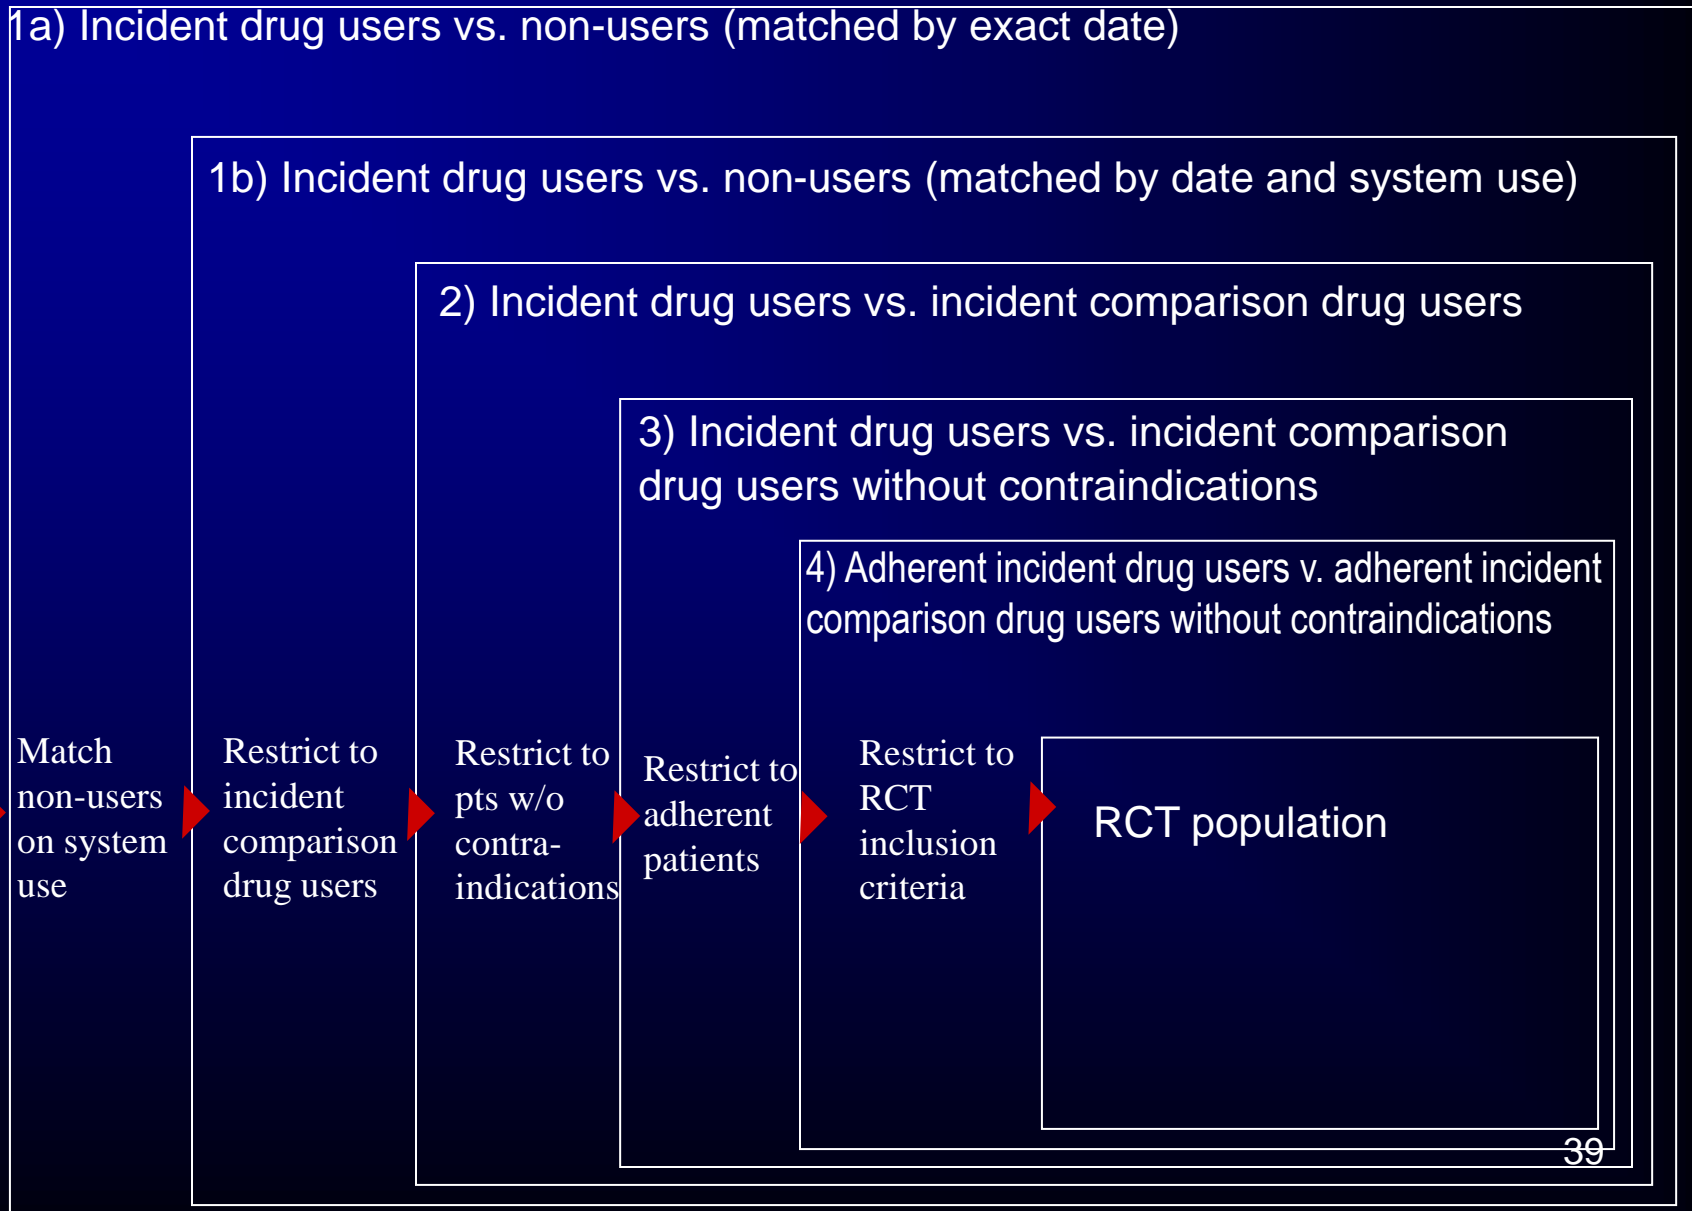 1a) Incident drug users vs. non-users (matched by exact date)
1b) Incident drug users vs. non-users (matched by date and system use)
2) Incident drug users vs. incident comparison drug users
3) Incident drug users vs. incident comparison
drug users without contraindications
4) Adherent incident drug users v. adherent incident
comparison drug users without contraindications
Match
non-users
on system
use
Restrict to
incident
comparison
drug users
Restrict to
pts w/o
contra-
indications
Restrict to
adherent
patients
Restrict to
RCT
inclusion
criteria
RCT population
39